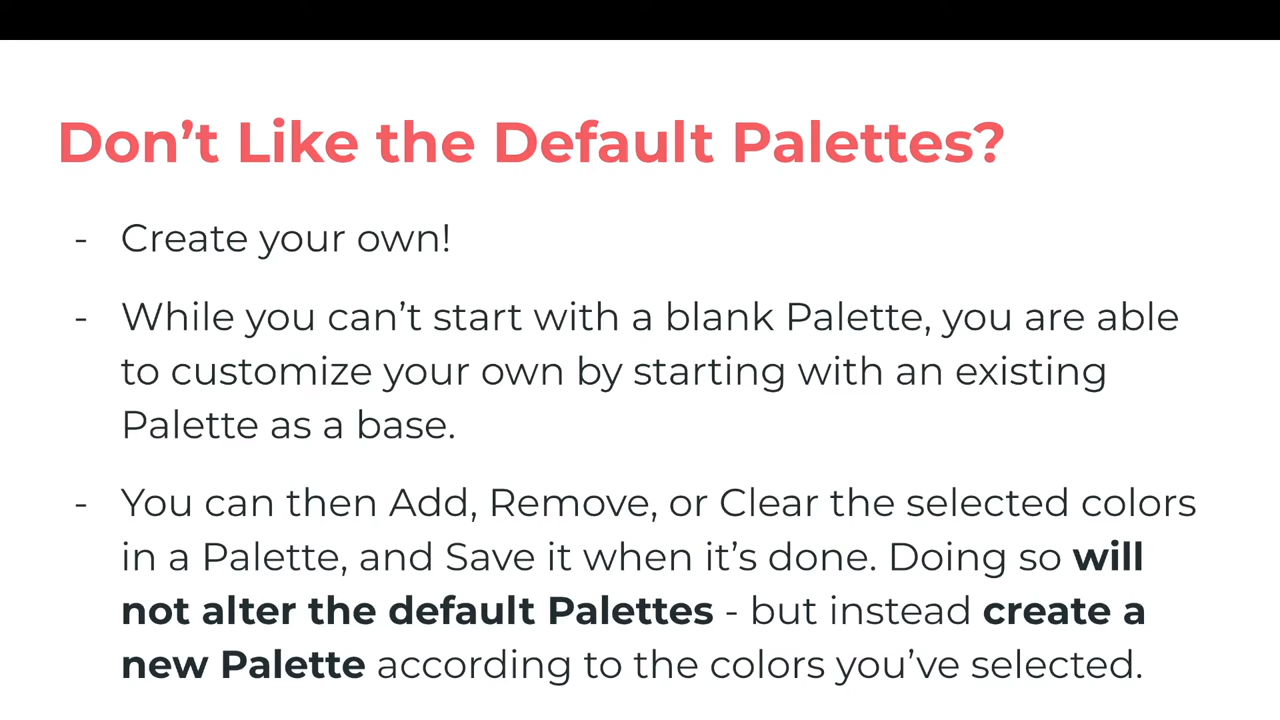 Don’t Like the Default Palettes?
- Create your own!
- While you can’t start with a blank Palette, you are able
to customize your own by starting with an existing
Palette as a base.
- You can then Add, Remove, or Clear the selected colors
in a Palette, and Save it when it’s done. Doing so will
not alter the default Palettes - but instead create a
new Palette according to the colors you’ve selected.